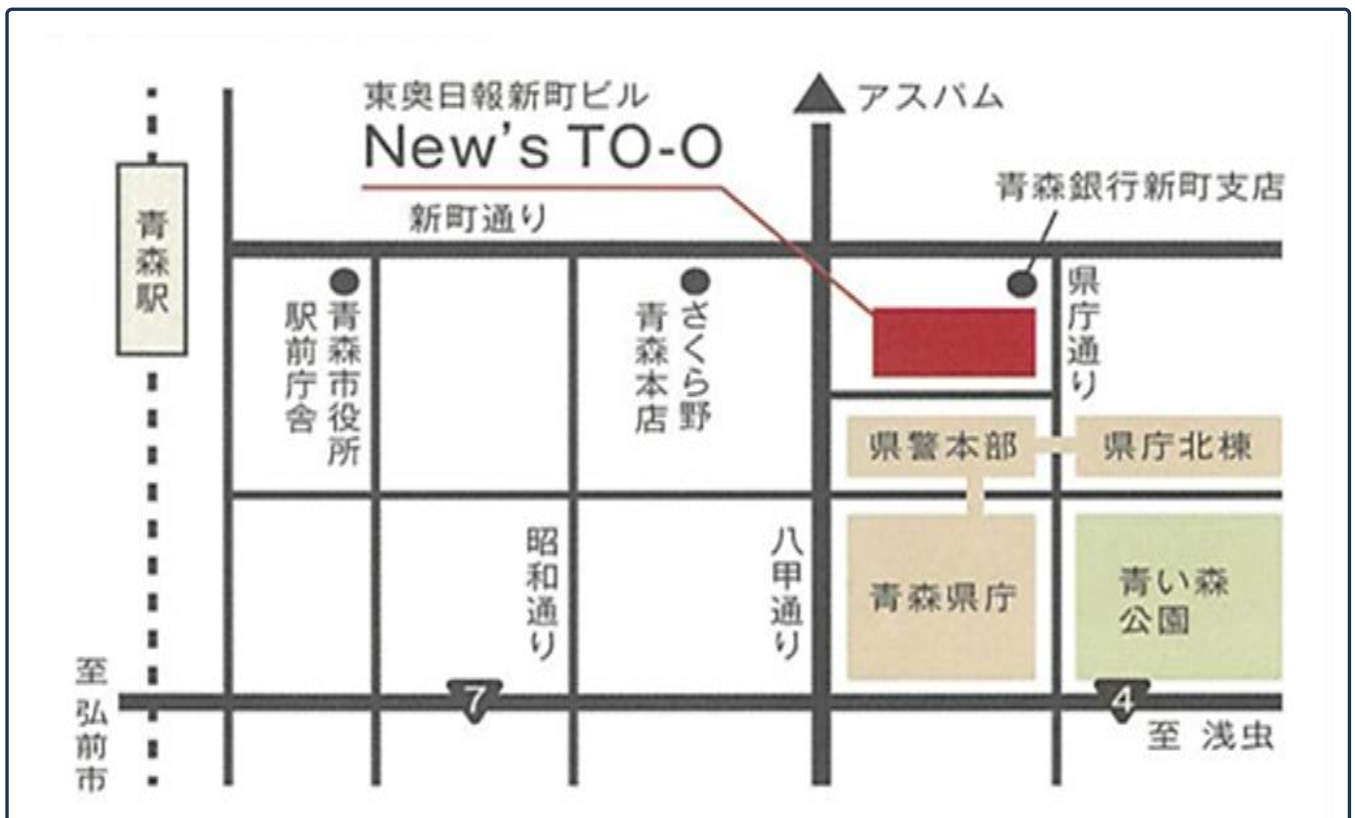 東奥日報新町ビル
New's TO-O
アスパム
青森銀行新町支店
新町通り
青森駅
青森市役所
駅前庁舎
さくら野
青森本店
県庁通り
県警本部
県庁北棟
昭和通り
八甲通り
青森県庁
青い森
公園
至弘前市
7
4
至 浅虫